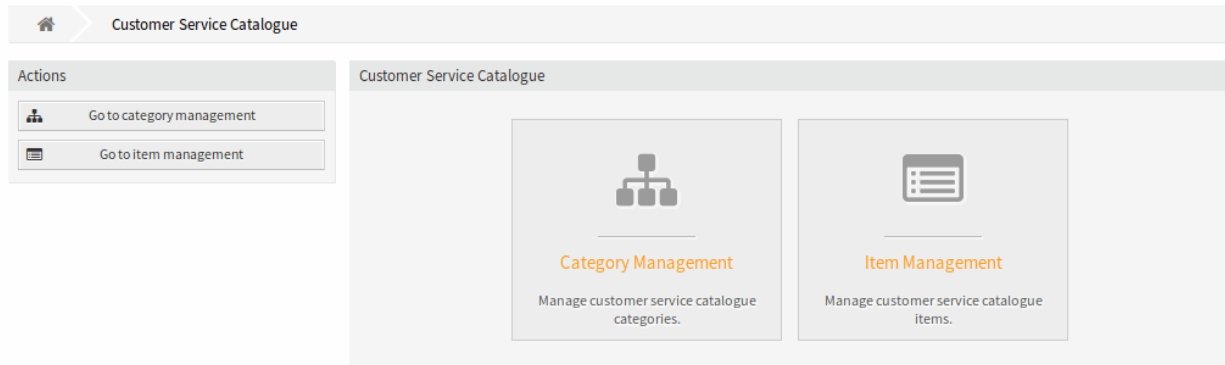 Customer Service Catalogue
Actions
Go to category management
Go to item management
Customer Service Catalogue
Category Management
Manage customer service catalogue
categories.
Item Management
Manage customer service catalogue
items.